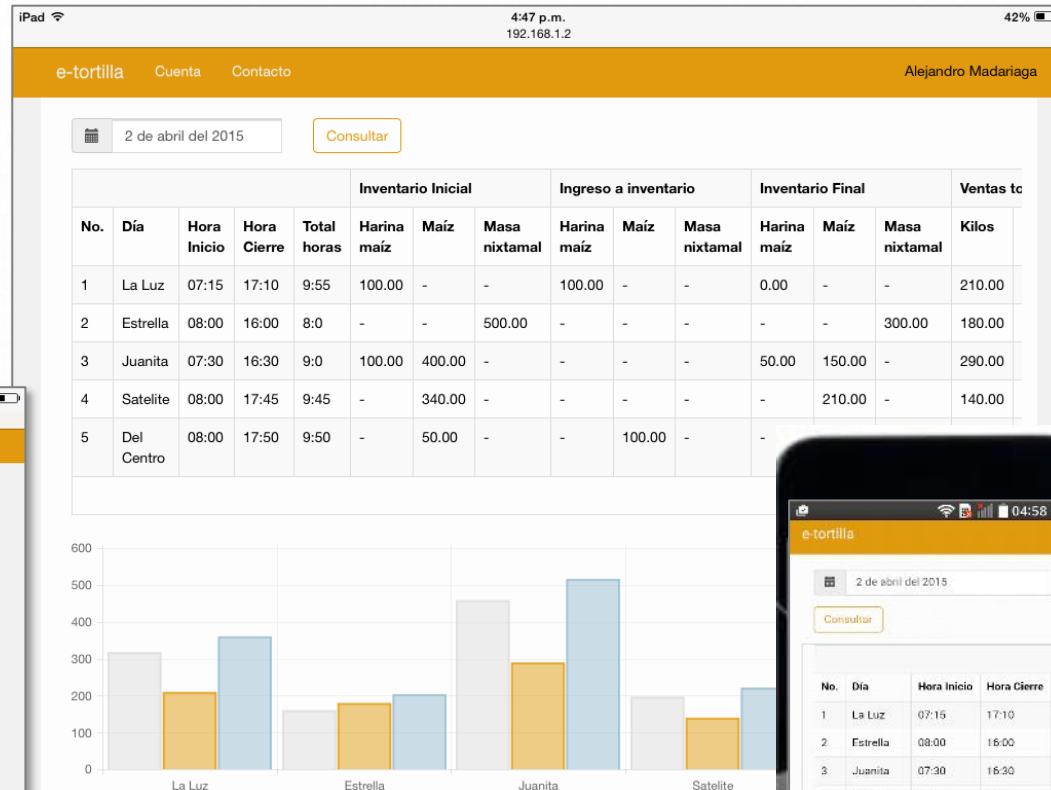 iPad 4:47 p.m. 42%
192.168.1.2
e-tortilla Cuenta Contacto Alejandro Madariaga
2 de abril del 2015 Consultar
Inventario Inicial Ingreso a inventario Inventario Final Ventas to
No. Día Hora Inicio Hora Cierre Total horas Harina maíz Maíz Masa nixtamal Harina maíz Maíz Masa nixtamal Harina maíz Maíz Masa nixtamal Kilos
1 La Luz 07:15 17:10 9:55 100.00 - - 100.00 - - 0.00 - - 210.00
2 Estrella 08:00 16:00 8:0 - - 500.00 - - - - - 300.00 180.00
3 Juanita 07:30 16:30 9:0 100.00 400.00 - - - - 50.00 150.00 - 290.00
4 Satelite 08:00 17:45 9:45 - 340.00 - - - - - 210.00 - 140.00
5 Del Centro 08:00 17:50 9:50 - 50.00 - - 100.00 - -
600
500
400
300
200
100
0
La Luz Estrella Juanita Satelite
04:58
e-tortilla
2 de abril del 2015
Consultar
No. Día Hora Inicio Hora Cierre
1 La Luz 07:15 17:10
2 Estrella 08:00 16:00
3 Juanita 07:30 16:30